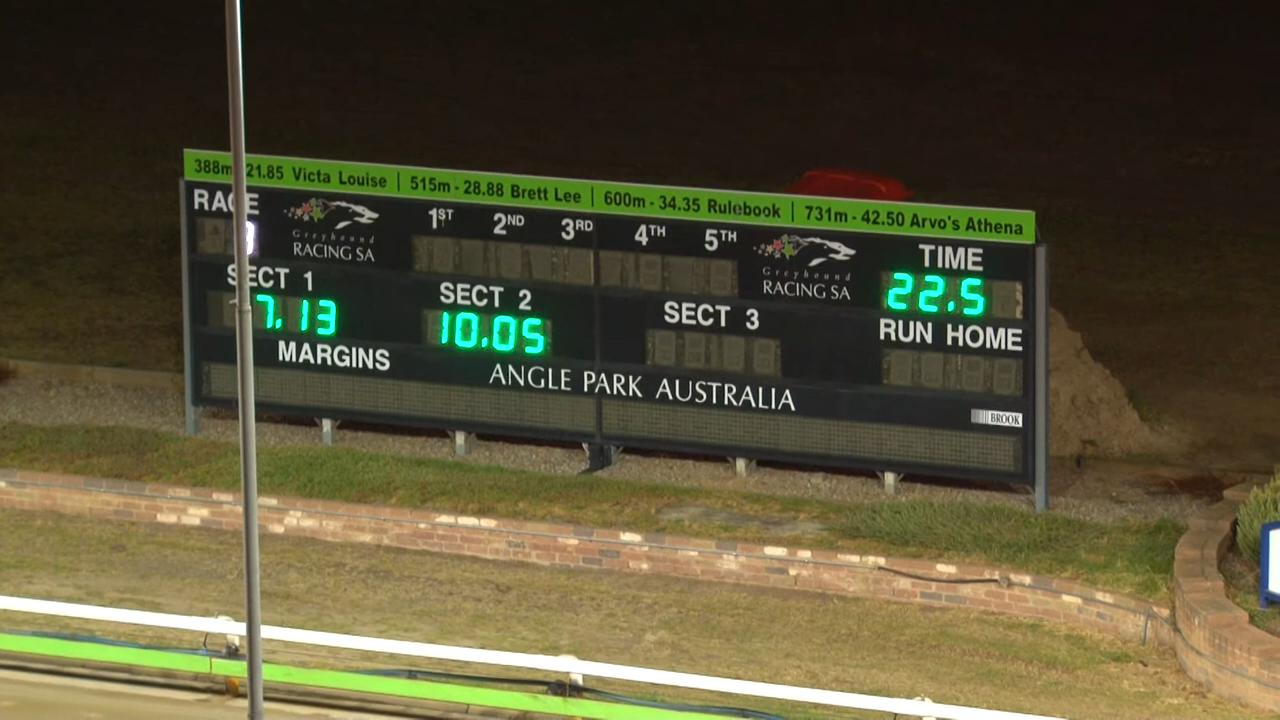 388m 21.85 Victa Louise | 515m - 28.88 Brett Lee | 600m - 34.35 Rulebook | 731m - 42.50 Arvo's Athena
RACE 1ST 2ND 3RD 4TH 5TH TIME
Greyhound RACING SA
Greyhound RACING SA
22.5
SECT 1 SECT 2 SECT 3 RUN HOME
7.13 10.05
MARGINS
ANGLE PARK AUSTRALIA
BROOK